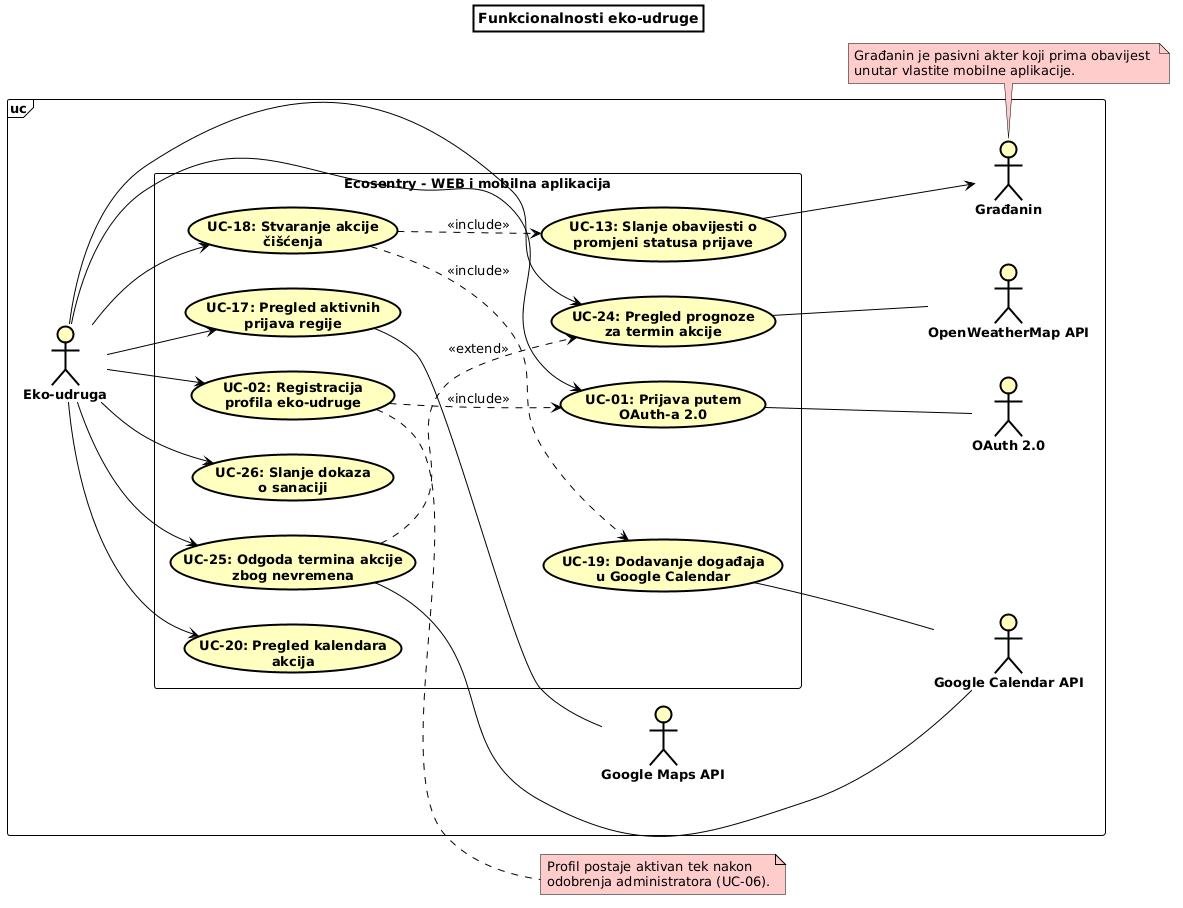 Funkcionalnosti eko-udruge
Građanin je pasivni akter koji prima obavijest
unutar vlastite mobilne aplikacije.
uc
Ecosentry - WEB i mobilna aplikacija
Građanin
UC-18: Stvaranje akcije
čišćenja
«include»
UC-13: Slanje obavijesti o
promjeni statusa prijave
«include»
UC-17: Pregled aktivnih
prijava regije
UC-24: Pregled prognoze
za termin akcije
OpenWeatherMap API
«extend»
Eko-udruga
UC-02: Registracija
profila eko-udruge
«include»
UC-01: Prijava putem
OAuth-a 2.0
OAuth 2.0
UC-26: Slanje dokaza
o sanaciji
UC-25: Odgoda termina akcije
zbog nevremena
UC-19: Dodavanje događaja
u Google Calendar
UC-20: Pregled kalendara
akcija
Google Calendar API
Google Maps API
Profil postaje aktivan tek nakon
odobrenja administratora (UC-06).